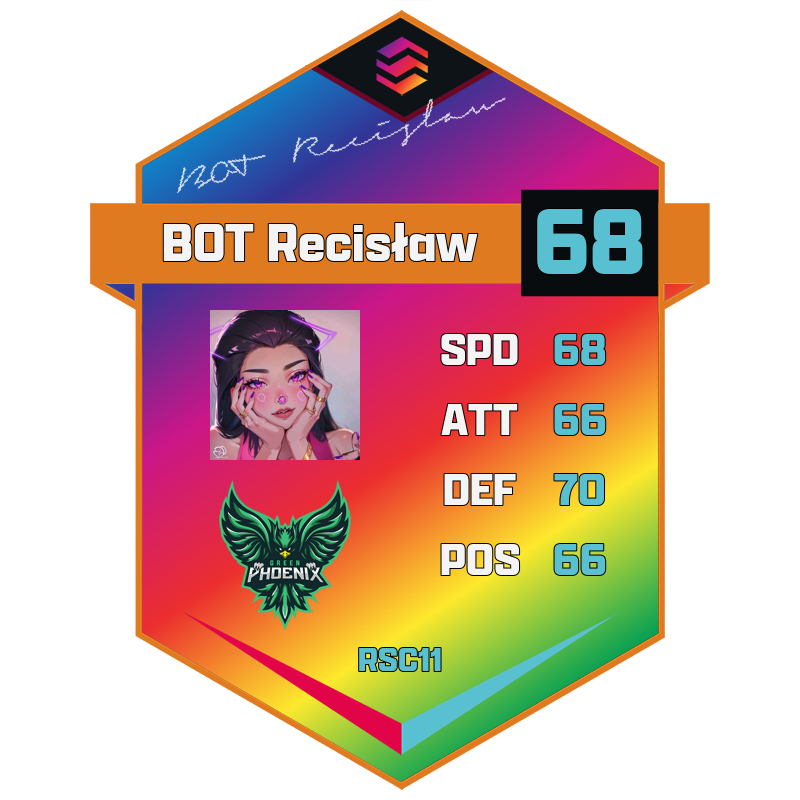 BOT Recisław
BOT Recisław 68
SPD 68
ATT 66
DEF 70
POS 66
GREEN
PHOENIX
RSC11